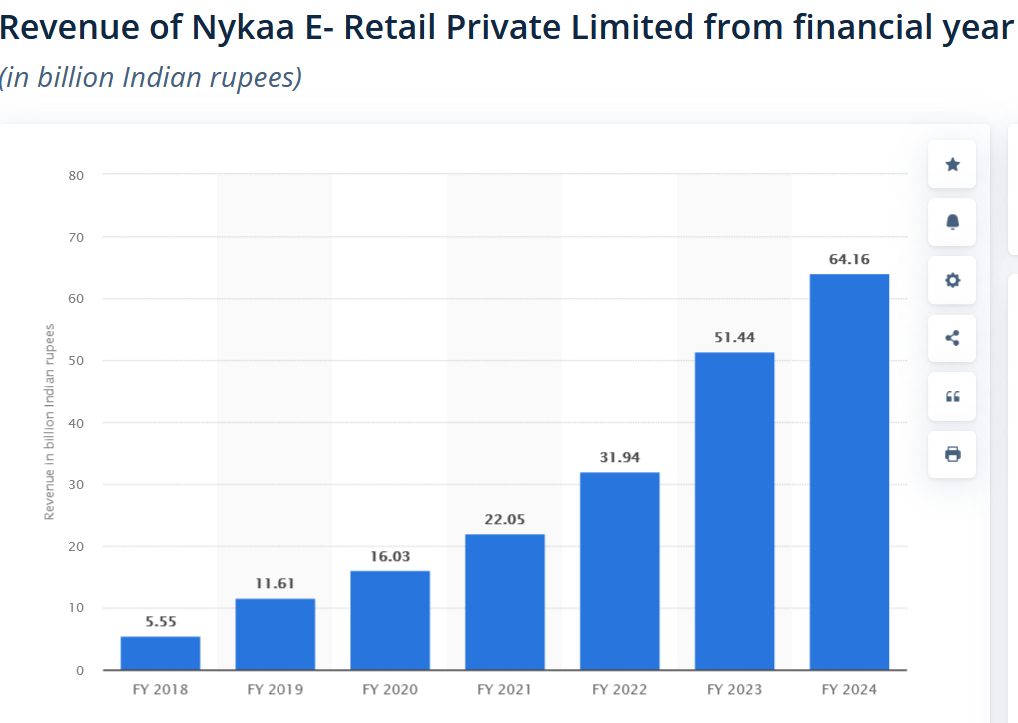 Revenue of Nykaa E- Retail Private Limited from financial year
(in billion Indian rupees)
80
70
60
50
40
30
20
10
0
Revenue in billion Indian rupees
5.55
11.61
16.03
22.05
31.94
51.44
64.16
FY 2018
FY 2019
FY 2020
FY 2021
FY 2022
FY 2023
FY 2024